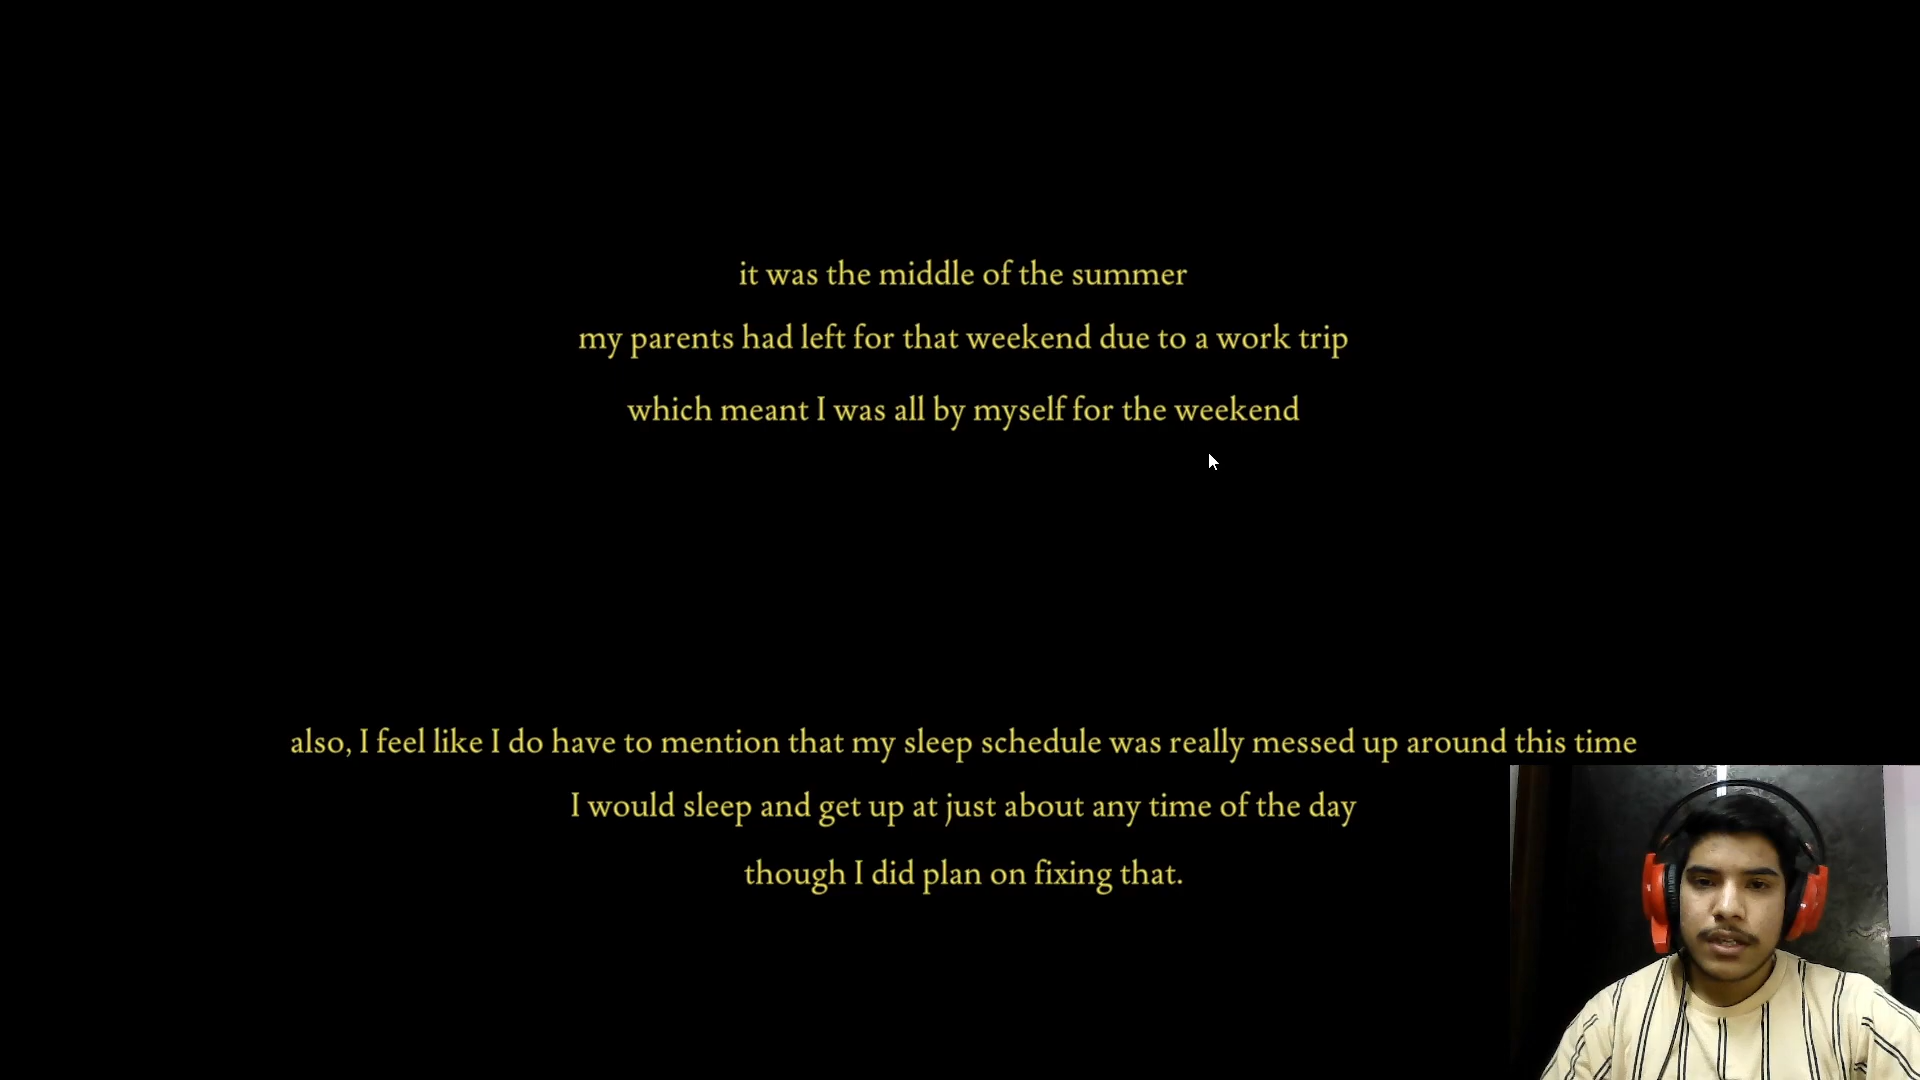 it was the middle of the summer
my parents had left for that weekend due to a work trip
which meant I was all by myself for the weekend
also, I feel like I do have to mention that my sleep schedule was really messed up around this time
I would sleep and get up at just about any time of the day
though I did plan on fixing that.